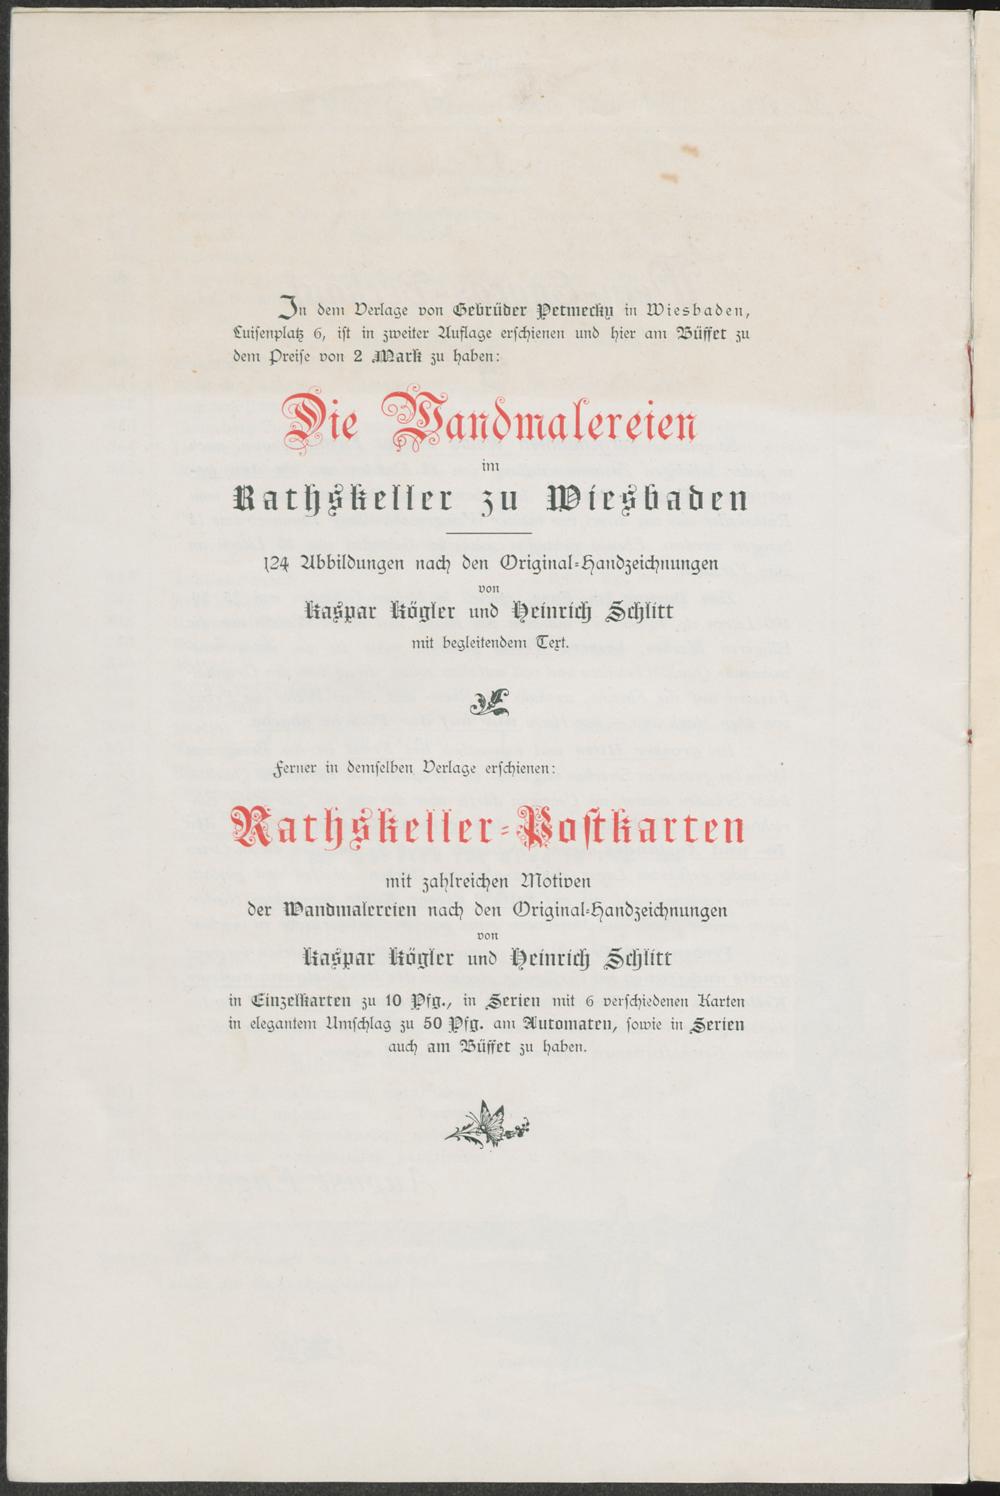 In dem Verlage von Gebrüder Petmecky in Wiesbaden,
Luisenplatz 6, ist in zweiter Auflage erschienen und hier am Büffet zu
dem Preise von 2 Mark zu haben:
Die Wandmalereien
im
Rathskeller zu Wiesbaden
124 Abbildungen nach den Original-Handzeichnungen
von
Kaspar Kögler und Heinrich Schlitt
mit begleitendem Text.
Ferner in demselben Verlage erschienen:
Rathskeller-Postkarten
mit zahlreichen Motiven
der Wandmalereien nach den Original-Handzeichnungen
von
Kaspar Kögler und Heinrich Schlitt
in Einzelkarten zu 10 Pfg., in Serien mit 6 verschiedenen Karten
in elegantem Umschlag zu 50 Pfg. am Automaten, sowie in Serien
auch am Büffet zu haben.